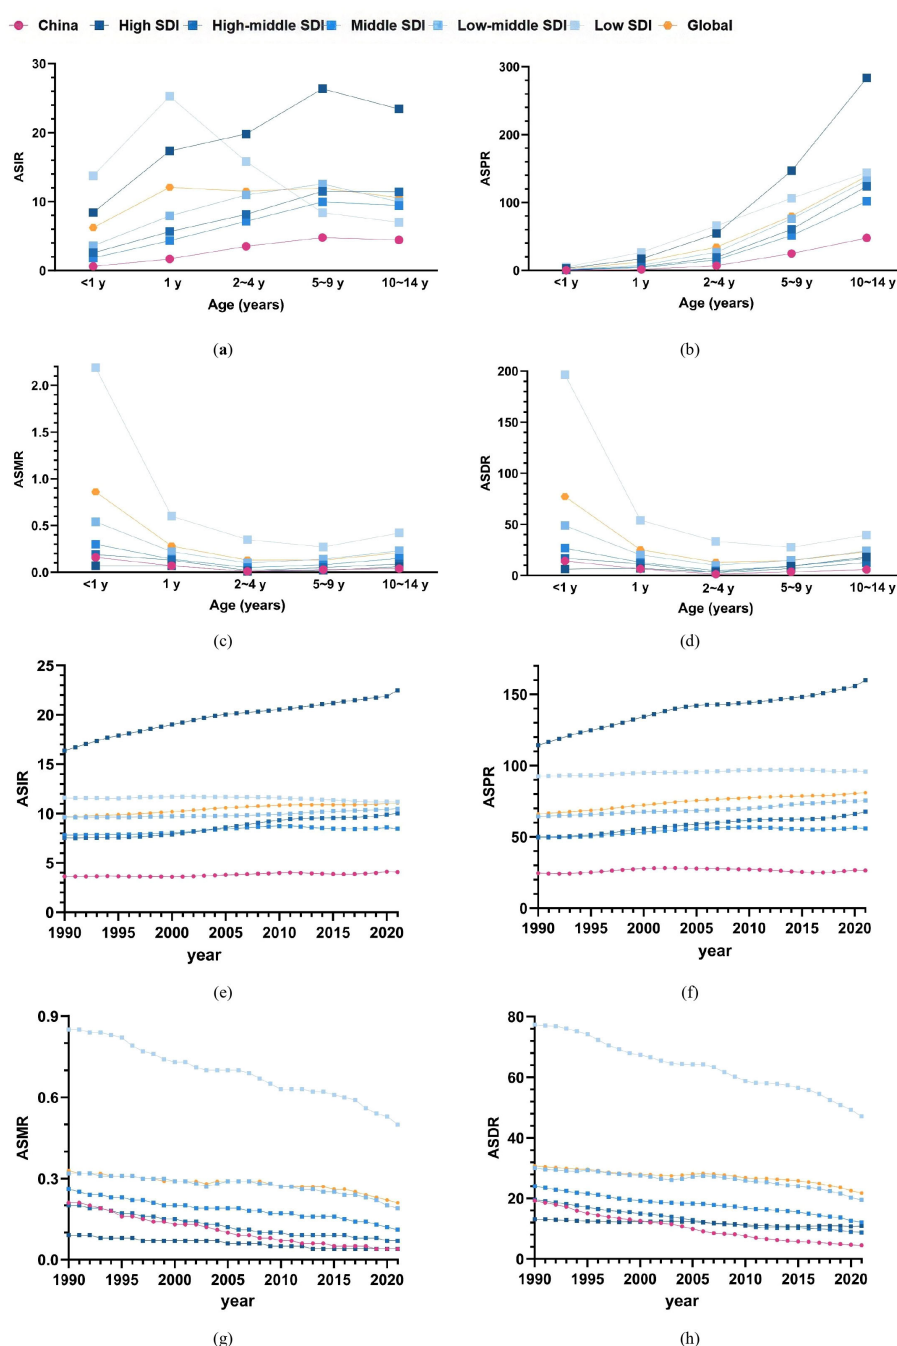 China High SDI High-middle SDI Middle SDI Low-middle SDI Low SDI Global
30
20
10
0
ASIR
<1 y 1 y 2~4 y 5~9 y 10~14 y
Age (years)
(a)
300
200
100
0
ASPR
<1 y 1 y 2~4 y 5~9 y 10~14 y
Age (years)
(b)
2.0
1.5
1.0
0.5
0.0
ASMR
<1 y 1 y 2~4 y 5~9 y 10~14 y
Age (years)
(c)
200
150
100
50
0
ASDR
<1 y 1 y 2~4 y 5~9 y 10~14 y
Age (years)
(d)
25
20
15
10
5
0
ASIR
1990 1995 2000 2005 2010 2015 2020
year
(e)
150
100
50
0
ASPR
1990 1995 2000 2005 2010 2015 2020
year
(f)
0.9
0.6
0.3
0.0
ASMR
1990 1995 2000 2005 2010 2015 2020
year
(g)
80
60
40
20
0
ASDR
1990 1995 2000 2005 2010 2015 2020
year
(h)